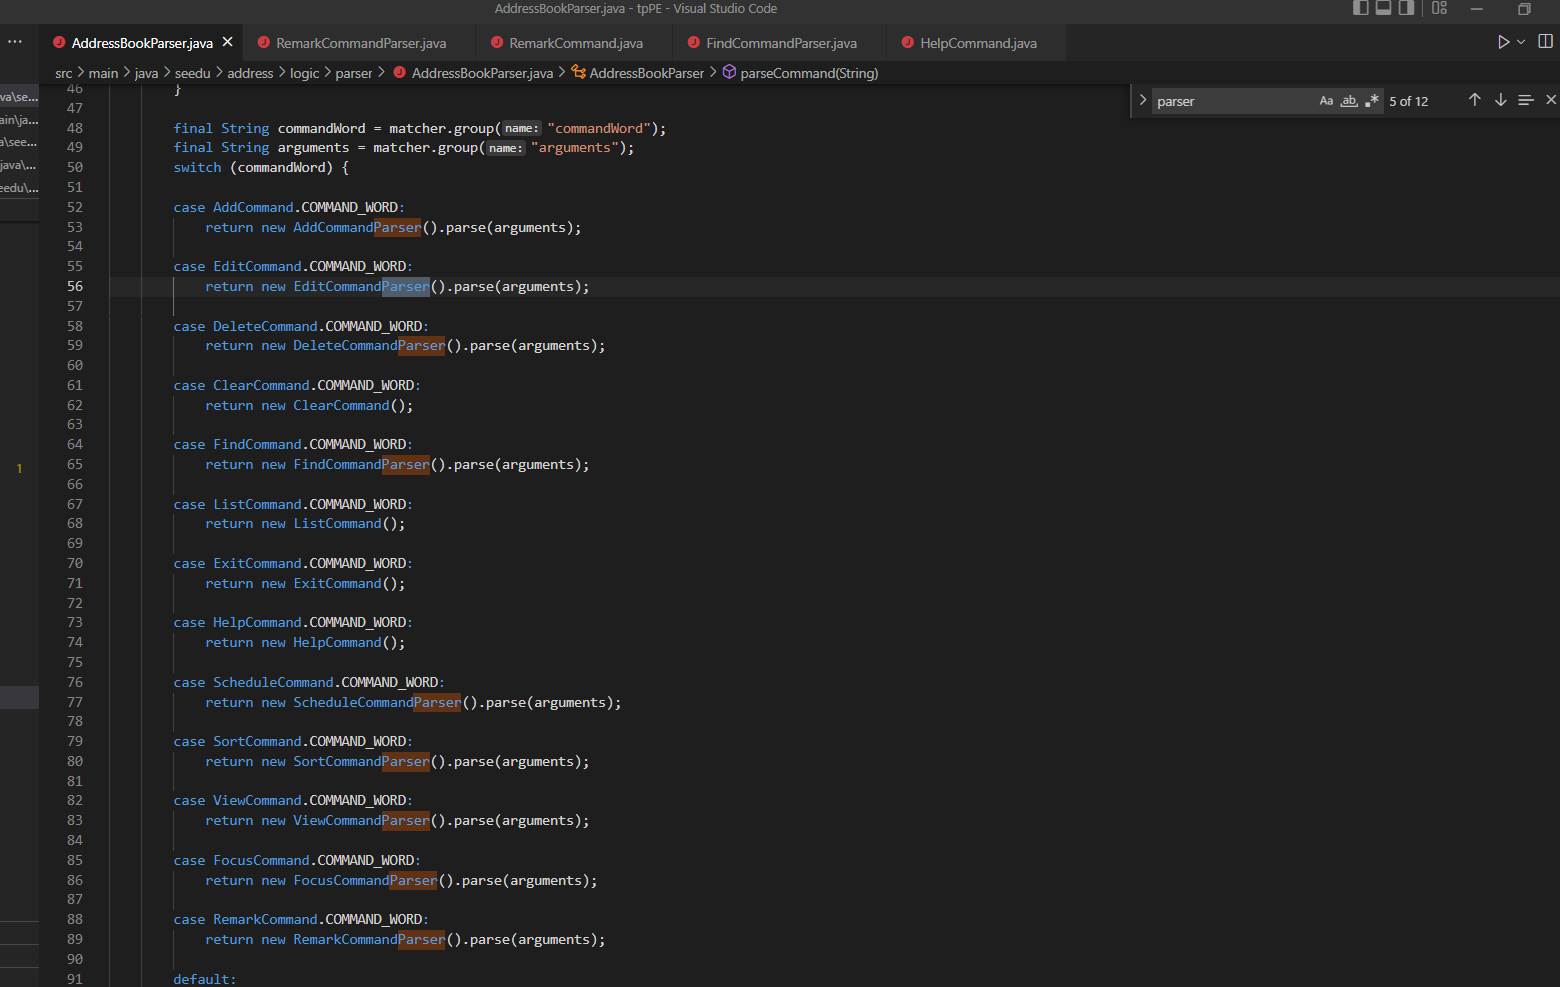 AddressBookParser.java - tpPE - Visual Studio Code
AddressBookParser.java RemarkCommandParser.java RemarkCommand.java FindCommandParser.java HelpCommand.java
src > main > java > seedu > address > logic > parser > AddressBookParser.java > AddressBookParser > parseCommand(String)
parser Aa ab .* 5 of 12
va\se...
ain/ja...
a\see...
java\...
eedu\...
1
46 }
47
48 final String commandWord = matcher.group(name: "commandWord");
49 final String arguments = matcher.group(name: "arguments");
50 switch (commandWord) {
51
52 case AddCommand.COMMAND_WORD:
53 return new AddCommandParser().parse(arguments);
54
55 case EditCommand.COMMAND_WORD:
56 return new EditCommandParser().parse(arguments);
57
58 case DeleteCommand.COMMAND_WORD:
59 return new DeleteCommandParser().parse(arguments);
60
61 case ClearCommand.COMMAND_WORD:
62 return new ClearCommand();
63
64 case FindCommand.COMMAND_WORD:
65 return new FindCommandParser().parse(arguments);
66
67 case ListCommand.COMMAND_WORD:
68 return new ListCommand();
69
70 case ExitCommand.COMMAND_WORD:
71 return new ExitCommand();
72
73 case HelpCommand.COMMAND_WORD:
74 return new HelpCommand();
75
76 case ScheduleCommand.COMMAND_WORD:
77 return new ScheduleCommandParser().parse(arguments);
78
79 case SortCommand.COMMAND_WORD:
80 return new SortCommandParser().parse(arguments);
81
82 case ViewCommand.COMMAND_WORD:
83 return new ViewCommandParser().parse(arguments);
84
85 case FocusCommand.COMMAND_WORD:
86 return new FocusCommandParser().parse(arguments);
87
88 case RemarkCommand.COMMAND_WORD:
89 return new RemarkCommandParser().parse(arguments);
90
91 default: